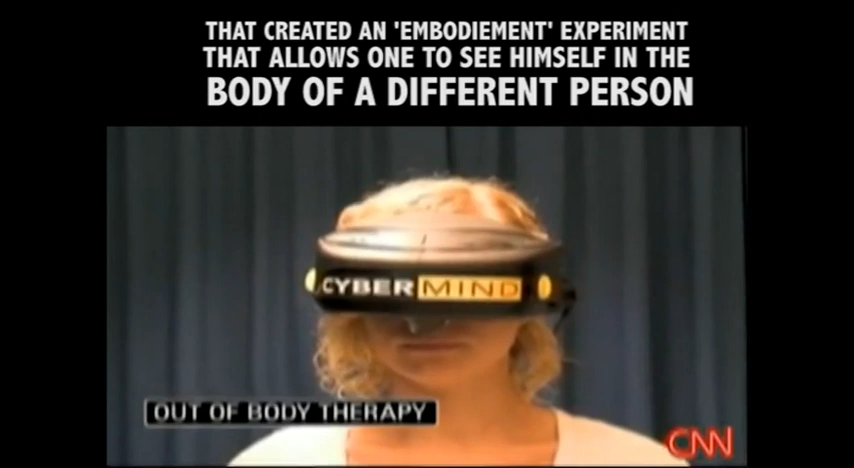 THAT CREATED AN 'EMBODIEMENT' EXPERIMENT
THAT ALLOWS ONE TO SEE HIMSELF IN THE
BODY OF A DIFFERENT PERSON
CYBERMIND
OUT OF BODY THERAPY
CNN